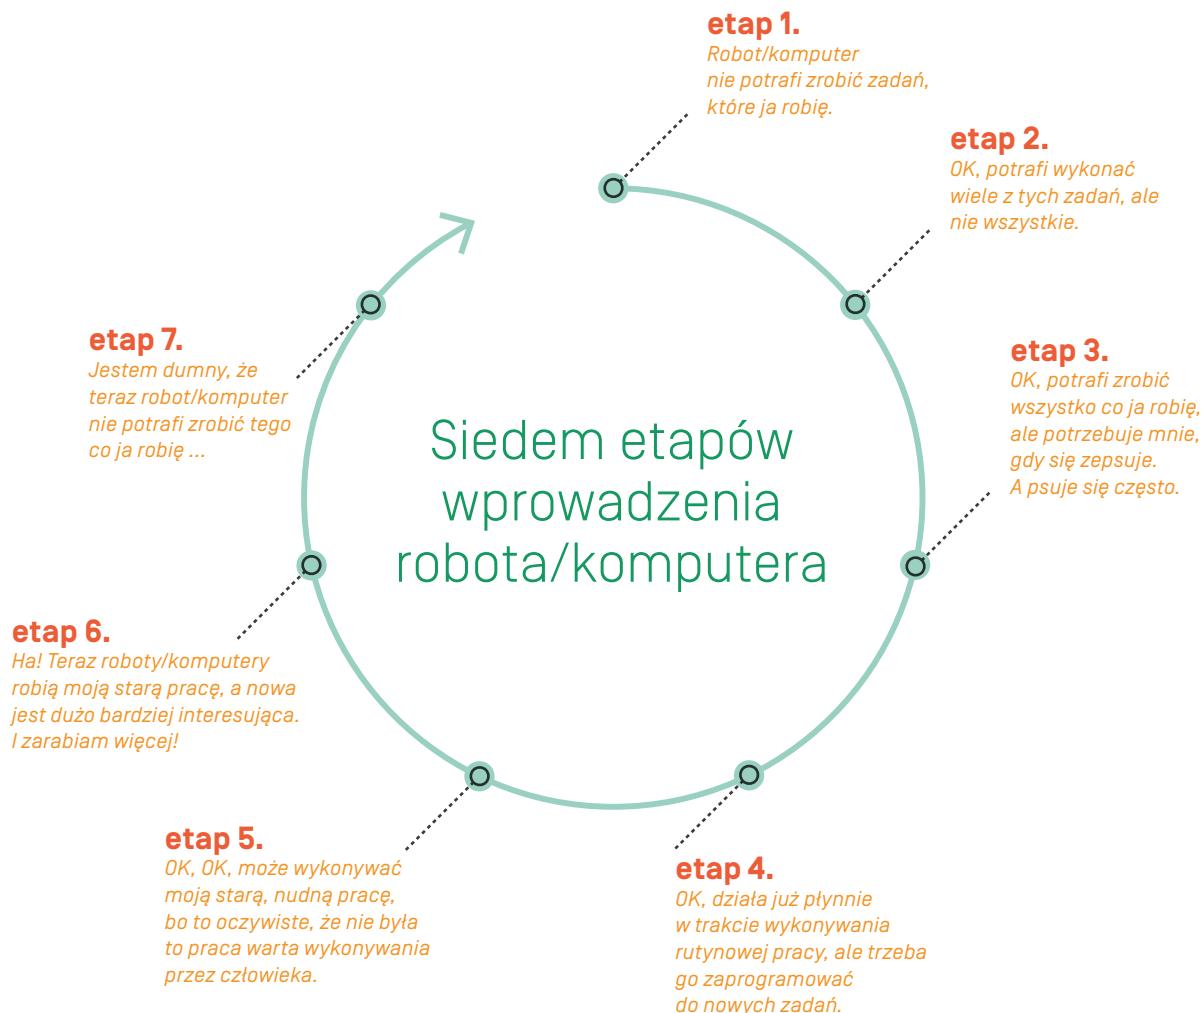 etap 1.
Robot/komputer
nie potrafi zrobić zadań,
które ja robię.
etap 2.
OK, potrafi wykonać
wiele z tych zadań, ale
nie wszystkie.
etap 3.
OK, potrafi zrobić
wszystko co ja robię,
ale potrzebuje mnie,
gdy się zepsuje.
A psuje się często.
etap 4.
OK, działa już płynnie
w trakcie wykonywania
rutynowej pracy, ale trzeba
go zaprogramować
do nowych zadań.
etap 5.
OK, OK, może wykonywać
moją starą, nudną pracę,
bo to oczywiste, że nie była
to praca warta wykonywania
przez człowieka.
etap 6.
Ha! Teraz roboty/komputery
robią moją starą pracę, a nowa
jest dużo bardziej interesująca.
I zarabiam więcej!
etap 7.
Jestem dumny, że
teraz robot/komputer
nie potrafi zrobić tego
co ja robię ...
Siedem etapów
wprowadzenia
robota/komputera